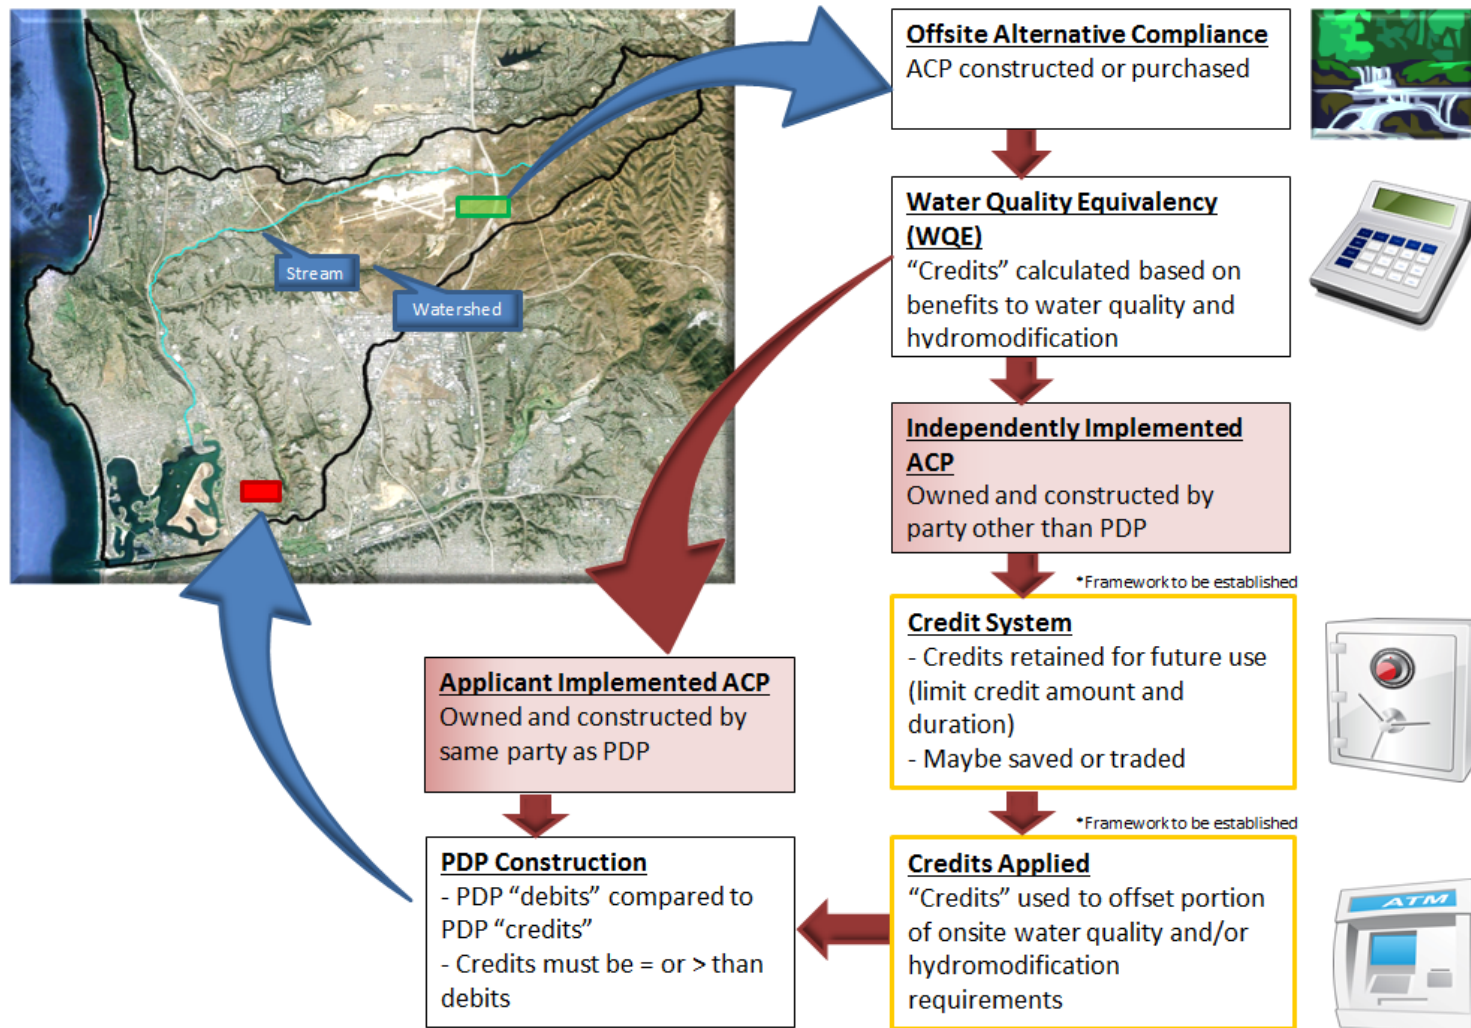 Offsite Alternative Compliance
ACP constructed or purchased
Water Quality Equivalency
(WQE)
“Credits” calculated based on
benefits to water quality and
hydromodification
Stream
Watershed
Independently Implemented
ACP
Owned and constructed by
party other than PDP
*Framework to be established
Credit System
- Credits retained for future use
(limit credit amount and
duration)
- Maybe saved or traded
*Framework to be established
Credits Applied
“Credits” used to offset portion
of onsite water quality and/or
hydromodification
requirements
ATM
Applicant Implemented ACP
Owned and constructed by
same party as PDP
PDP Construction
- PDP “debits” compared to
PDP “credits”
- Credits must be = or > than
debits